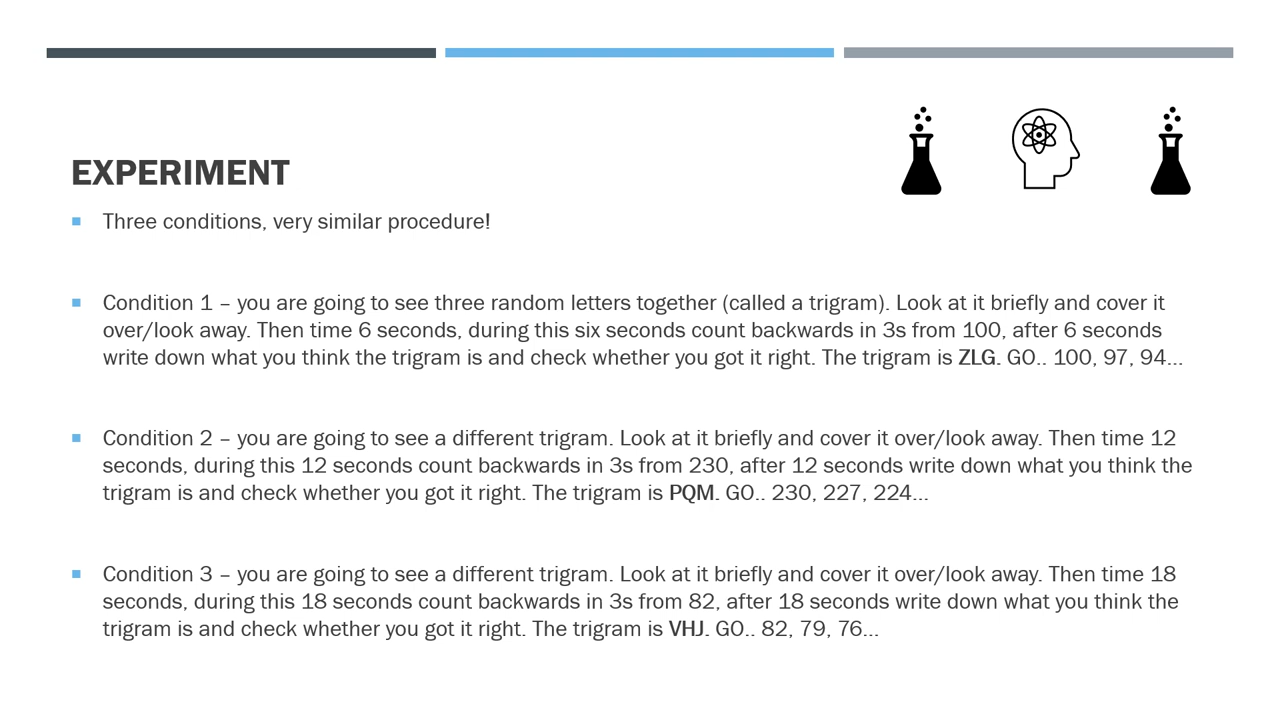 EXPERIMENT
Three conditions, very similar procedure!
Condition 1 – you are going to see three random letters together (called a trigram). Look at it briefly and cover it
over/look away. Then time 6 seconds, during this six seconds count backwards in 3s from 100, after 6 seconds
write down what you think the trigram is and check whether you got it right. The trigram is ZLG. GO.. 100, 97, 94...
Condition 2 – you are going to see a different trigram. Look at it briefly and cover it over/look away. Then time 12
seconds, during this 12 seconds count backwards in 3s from 230, after 12 seconds write down what you think the
trigram is and check whether you got it right. The trigram is PQM. GO.. 230, 227, 224...
Condition 3 – you are going to see a different trigram. Look at it briefly and cover it over/look away. Then time 18
seconds, during this 18 seconds count backwards in 3s from 82, after 18 seconds write down what you think the
trigram is and check whether you got it right. The trigram is VHJ. GO.. 82, 79, 76...